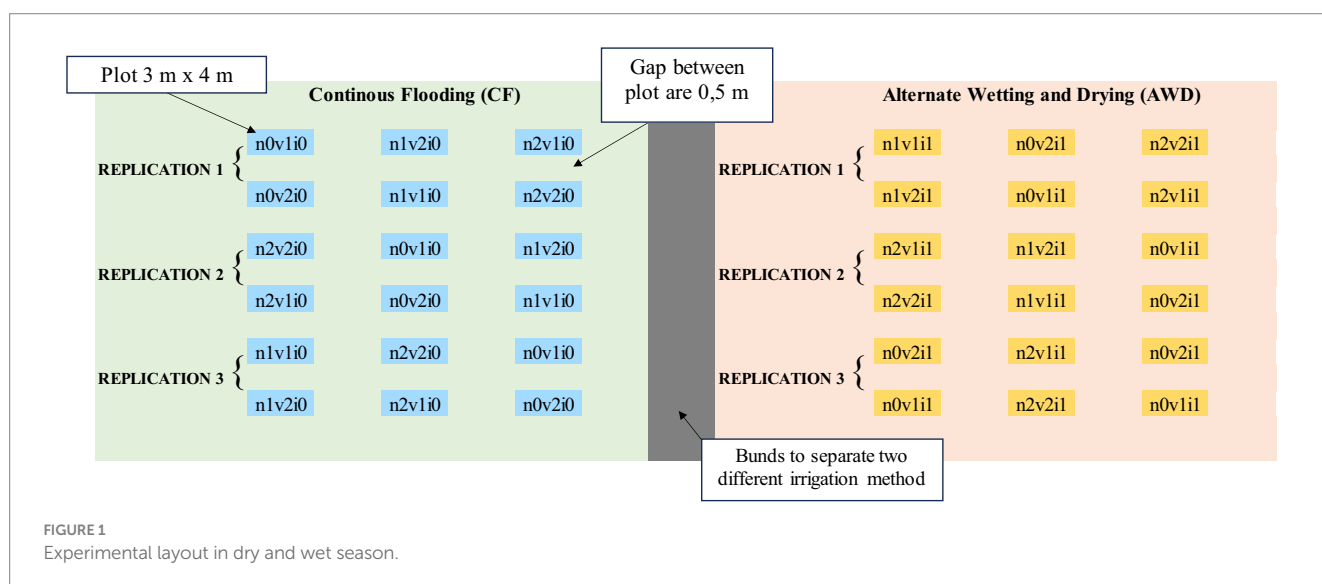 Plot 3 m x 4 m
Continous Flooding (CF)
Gap between
plot are 0,5 m
Alternate Wetting and Drying (AWD)
REPLICATION 1 { n0v1i0 n1v2i0 n2v1i0
n0v2i0 n1v1i0 n2v2i0
REPLICATION 2 { n2v2i0 n0v1i0 n1v2i0
n2v1i0 n0v2i0 n1v1i0
REPLICATION 3 { n1v1i0 n2v2i0 n0v1i0
n1v2i0 n2v1i0 n0v2i0
REPLICATION 1 { n1v1i1 n0v2i1 n2v2i1
n1v2i1 n0v1i1 n2v1i1
REPLICATION 2 { n2v1i1 n1v2i1 n0v1i1
n2v2i1 n1v1i1 n0v2i1
REPLICATION 3 { n0v2i1 n2v1i1 n0v2i1
n0v1i1 n2v2i1 n0v1i1
Bunds to separate two
different irrigation method
FIGURE 1
Experimental layout in dry and wet season.